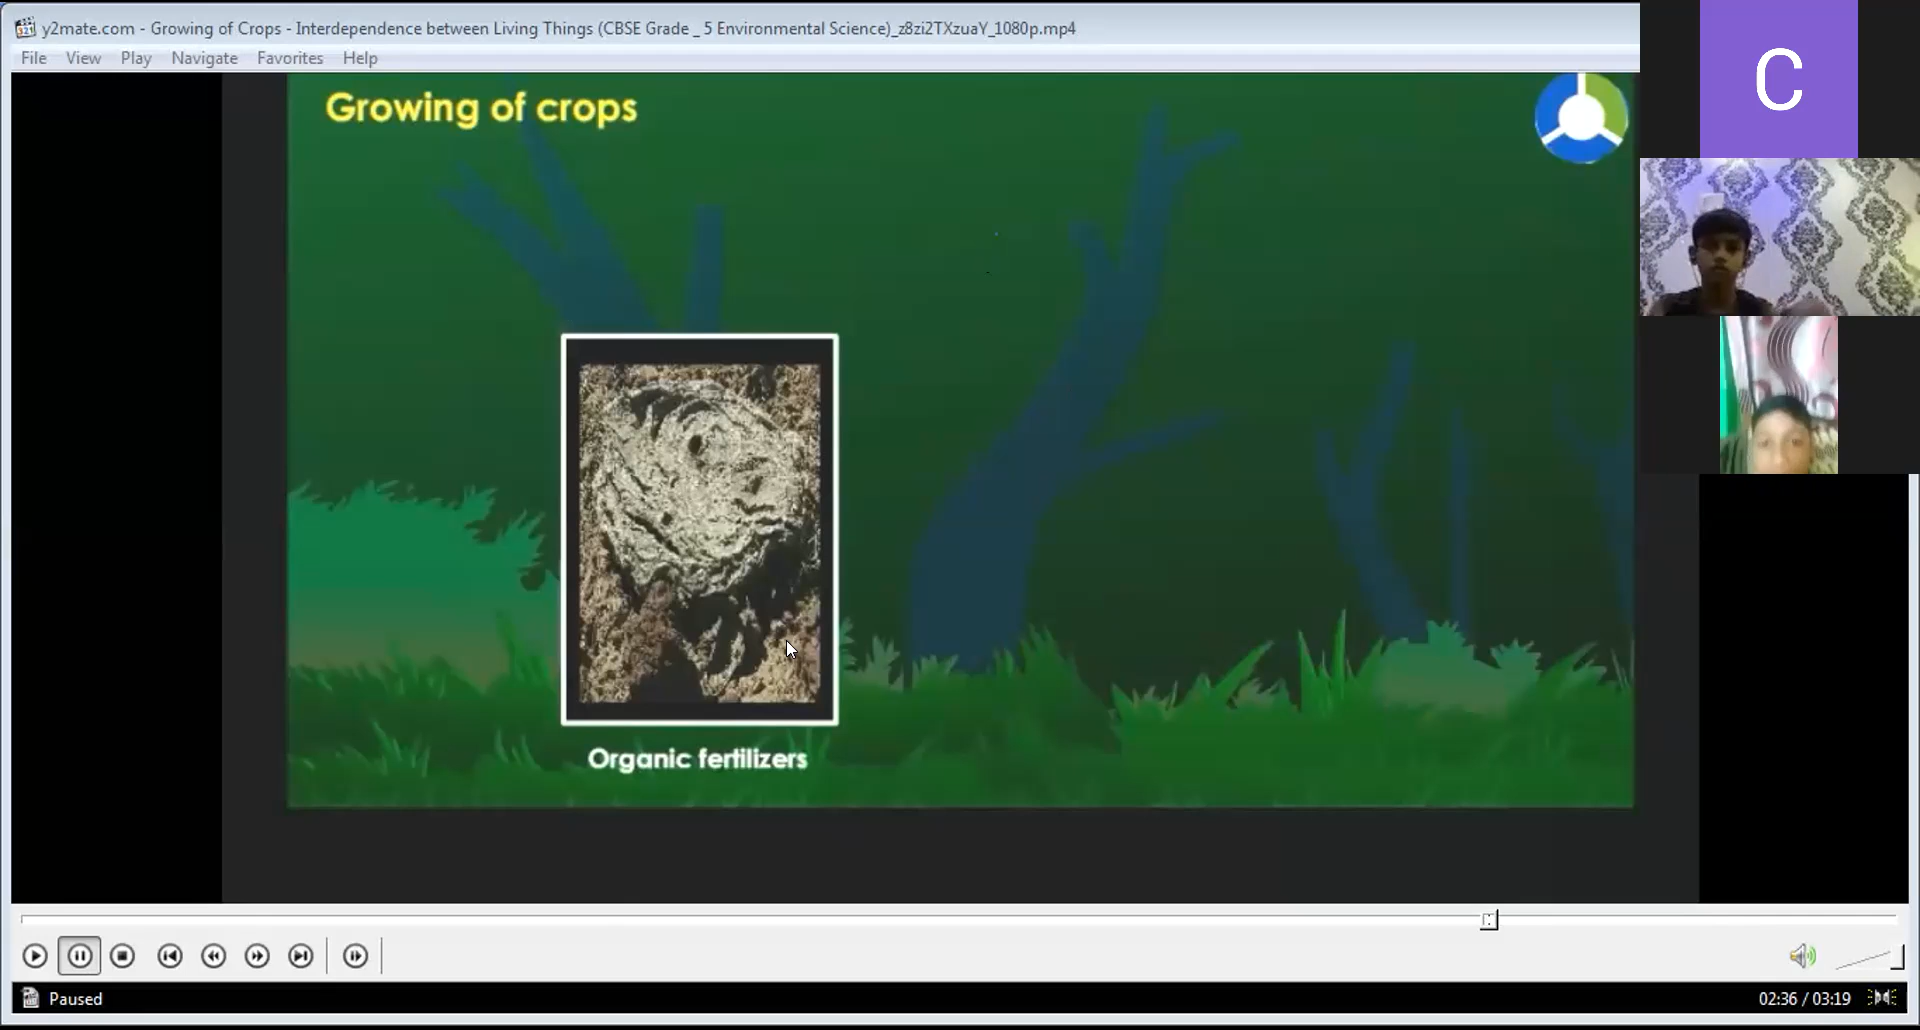 y2mate.com - Growing of Crops - Interdependence between Living Things (CBSE Grade _ 5 Environmental Science)_z8zi2TXzuaY_1080p.mp4
File View Play Navigate Favorites Help
C
Growing of crops
Organic fertilizers
Paused
02:36 / 03:19